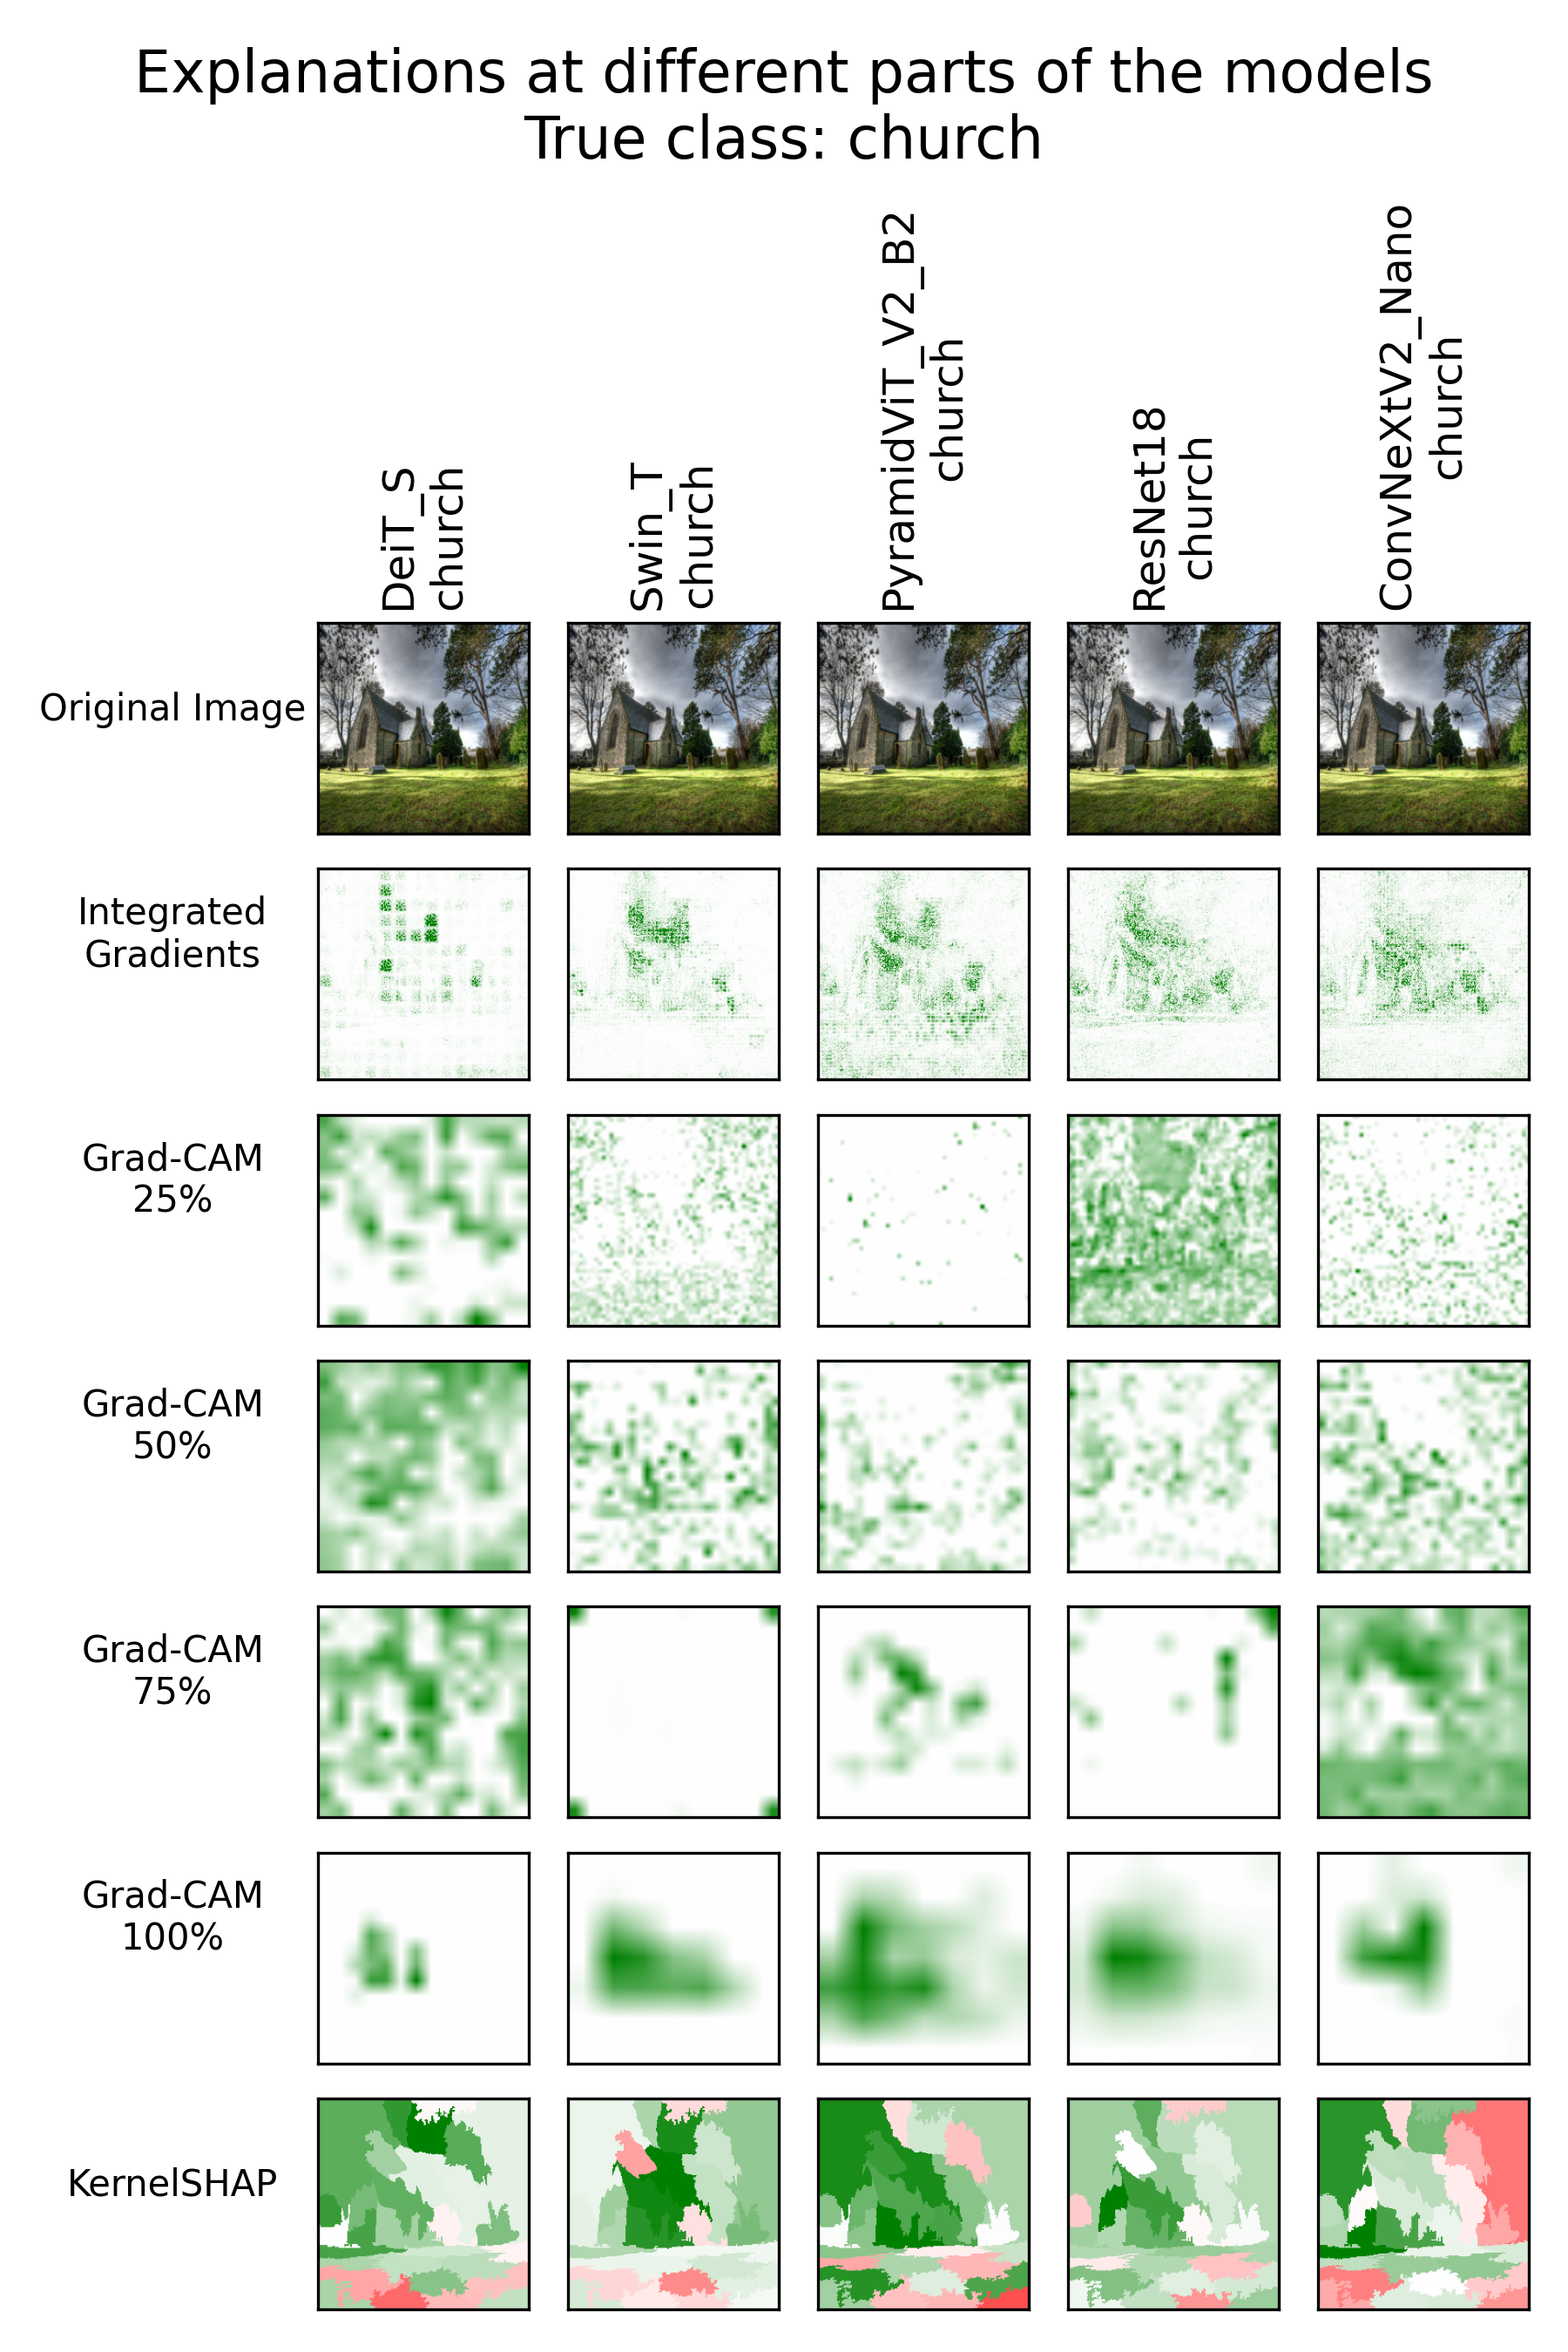 Explanations at different parts of the models
True class: church
DeiT_S
church
Swin_T
church
PyramidViT_V2_B2
church
ResNet18
church
ConvNeXtV2_Nano
church
Original Image
Integrated
Gradients
Grad-CAM
25%
Grad-CAM
50%
Grad-CAM
75%
Grad-CAM
100%
KernelSHAP